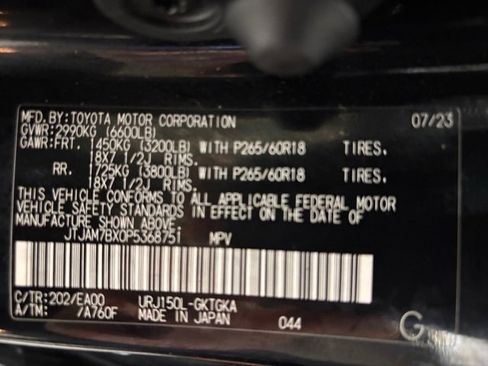 MFD.BY:TOYOTA MOTOR CORPORATION 07/23
GVWR:2990KG (6600LB)
GAWR:FRT. 1450KG (3200LB) WITH P265/60R18 TIRES.
18X7 1/2J RIMS.
RR. 1725KG (3800LB) WITH P265/60R18 TIRES.
18X7 1/2J RIMS.
THIS VEHICLE CONFORMS TO ALL APPLICABLE FEDERAL MOTOR
VEHICLE SAFETY STANDARDS IN EFFECT ON THE DATE OF
MANUFACTURE SHOWN ABOVE.
JTJAM7BX0P5368751 MPV
C/TR:202/EA00 URJ150L-GKTGKA
A/TM: /A760F MADE IN JAPAN 044 G